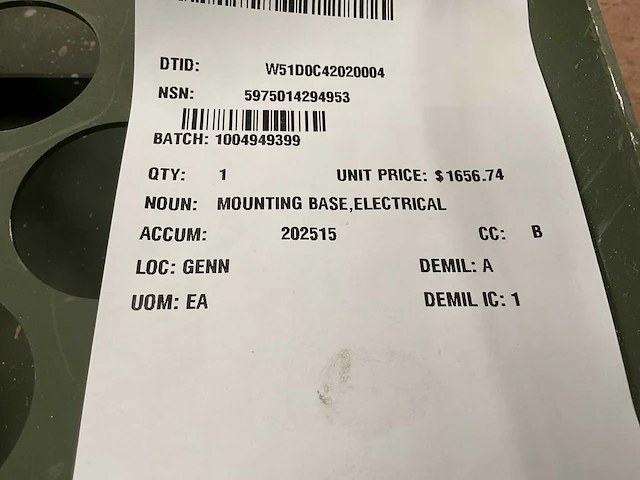 DTID: W51D0C42020004
NSN: 5975014294953
BATCH: 1004949399
QTY: 1 UNIT PRICE: $1656.74
NOUN: MOUNTING BASE,ELECTRICAL
ACCUM: 202515 CC: B
LOC: GENN DEMIL: A
UOM: EA DEMIL IC: 1